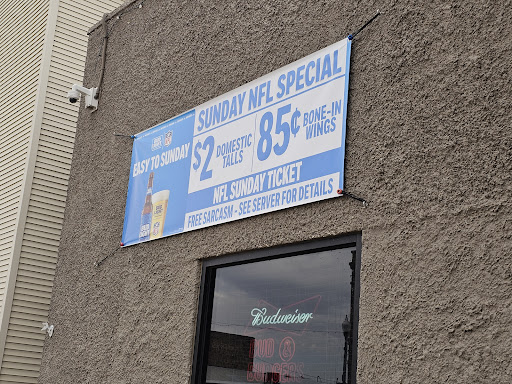 EASY TO SUNDAY
SUNDAY NFL SPECIAL
$2 DOMESTIC TALLS
85¢ BONE-IN WINGS
NFL SUNDAY TICKET
FREE SARCASM - SEE SERVER FOR DETAILS
Budweiser